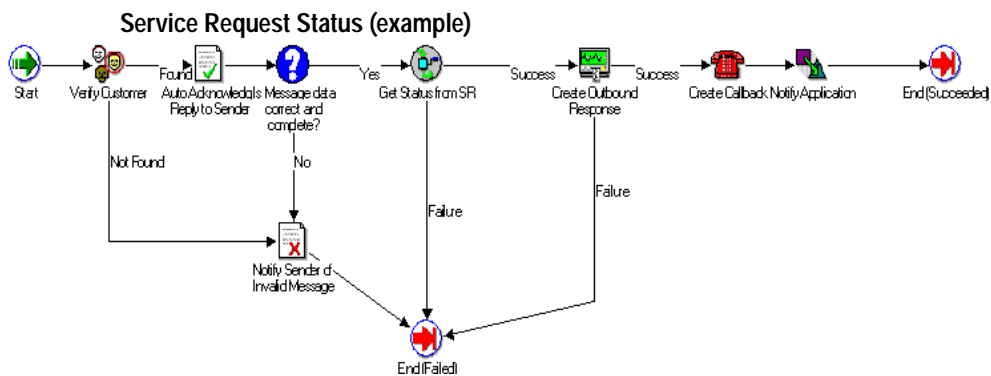 Service Request Status (example)
Start
Verify Customer
Found
Auto Acknowledge
Reply to Sender
Is Message data
correct and
complete?
Yes
Get Status from SR
Success
Create Outbound
Response
Success
Create Callback
Notify Application
End (Succeeded)
Not Found
No
Failure
Failure
Notify Sender of
Invalid Message
End (Failed)